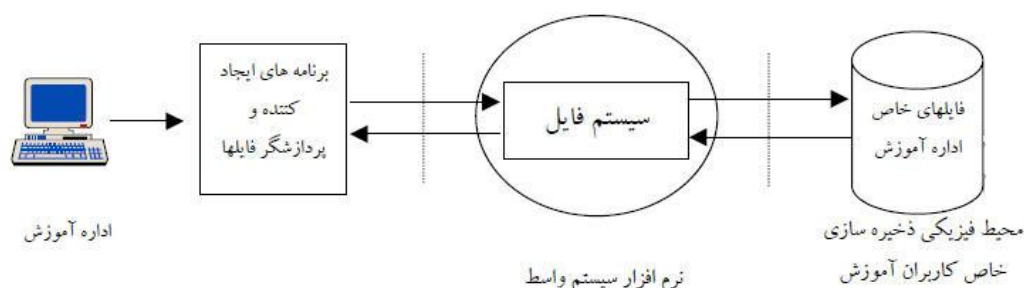 برنامه های ایجاد
کننده و
پردازشگر فایلها
سیستم فایل
فایلهای خاص
اداره آموزش
اداره آموزش
محیط فیزیکی ذخیره سازی
خاص کاربران آموزش
نرم افزار سیستم واسط